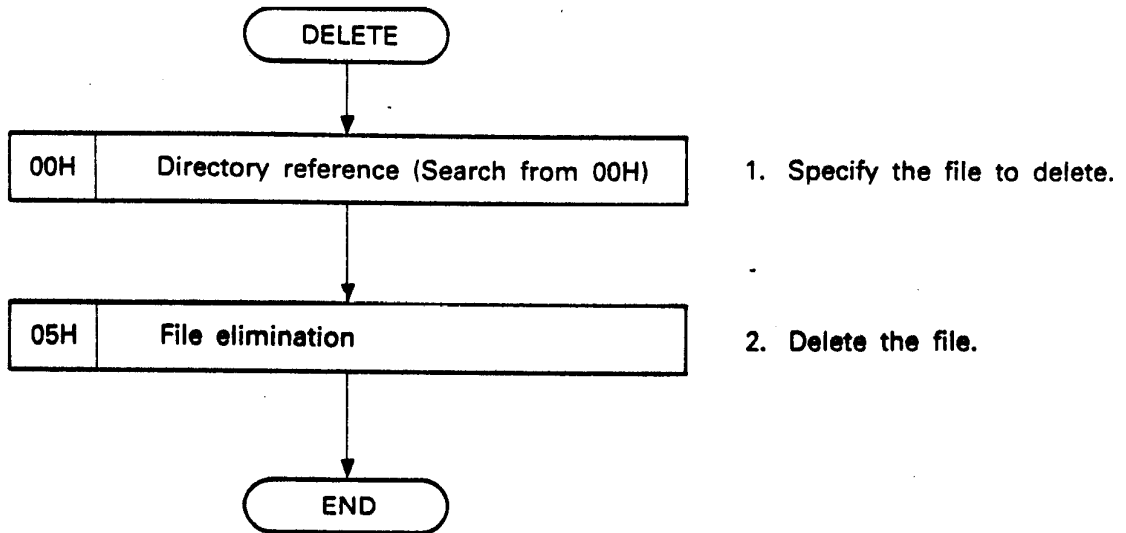 DELETE
00H Directory reference (Search from 00H) 1. Specify the file to delete.
05H File elimination 2. Delete the file.
END